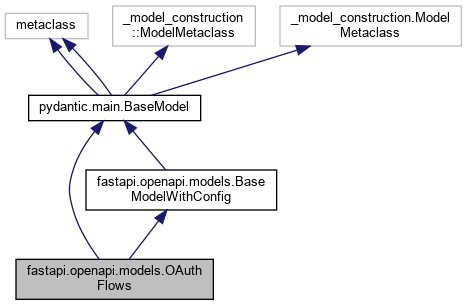 metaclass
_model_construction
::ModelMetaclass
_model_construction.Model
Metaclass
pydantic.main.BaseModel
fastapi.openapi.models.Base
ModelWithConfig
fastapi.openapi.models.OAuth
Flows